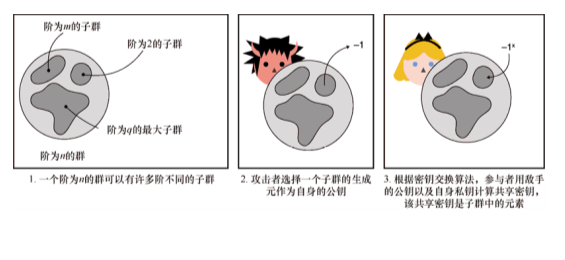 阶为m的子群
阶为2的子群
阶为q的最大子群
阶为n的群
1. 一个阶为n的群可以有许多阶不同的子群
−1
2. 攻击者选择一个子群的生成
元作为自身的公钥
−1ˣ
3. 根据密钥交换算法，参与者用敌手
的公钥以及自身私钥计算共享密钥，
该共享密钥是子群中的元素